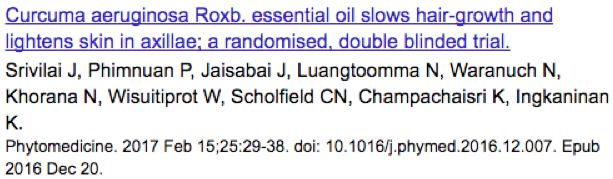 Curcuma aeruginosa Roxb. essential oil slows hair-growth and
lightens skin in axillae; a randomised, double blinded trial.
Srivilai J, Phimnuan P, Jaisabai J, Luangtoomma N, Waranuch N,
Khorana N, Wisuitiprot W, Scholfield CN, Champachaisri K, Ingkaninan
K.
Phytomedicine. 2017 Feb 15;25:29-38. doi: 10.1016/j.phymed.2016.12.007. Epub
2016 Dec 20.